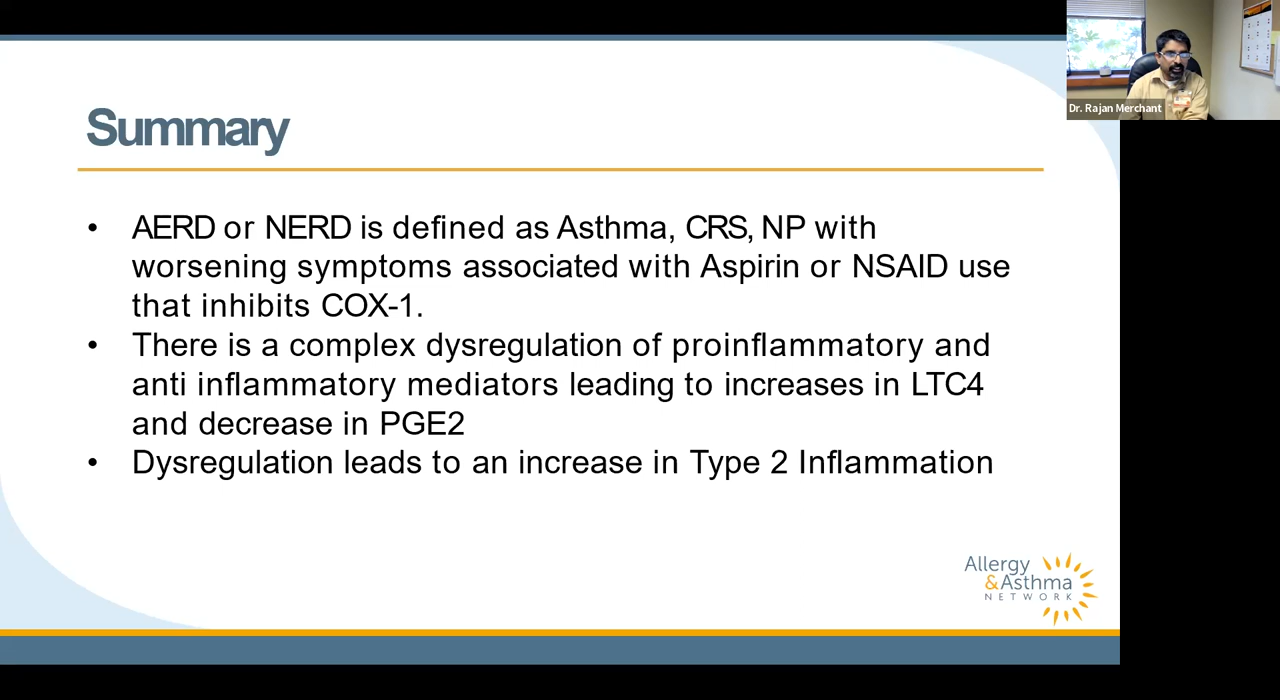 Dr. Rajan Merchant
Summary
• AERD or NERD is defined as Asthma, CRS, NP with
worsening symptoms associated with Aspirin or NSAID use
that inhibits COX-1.
• There is a complex dysregulation of proinflammatory and
anti inflammatory mediators leading to increases in LTC4
and decrease in PGE2
• Dysregulation leads to an increase in Type 2 Inflammation
Allergy
&Asthma
NETWORK